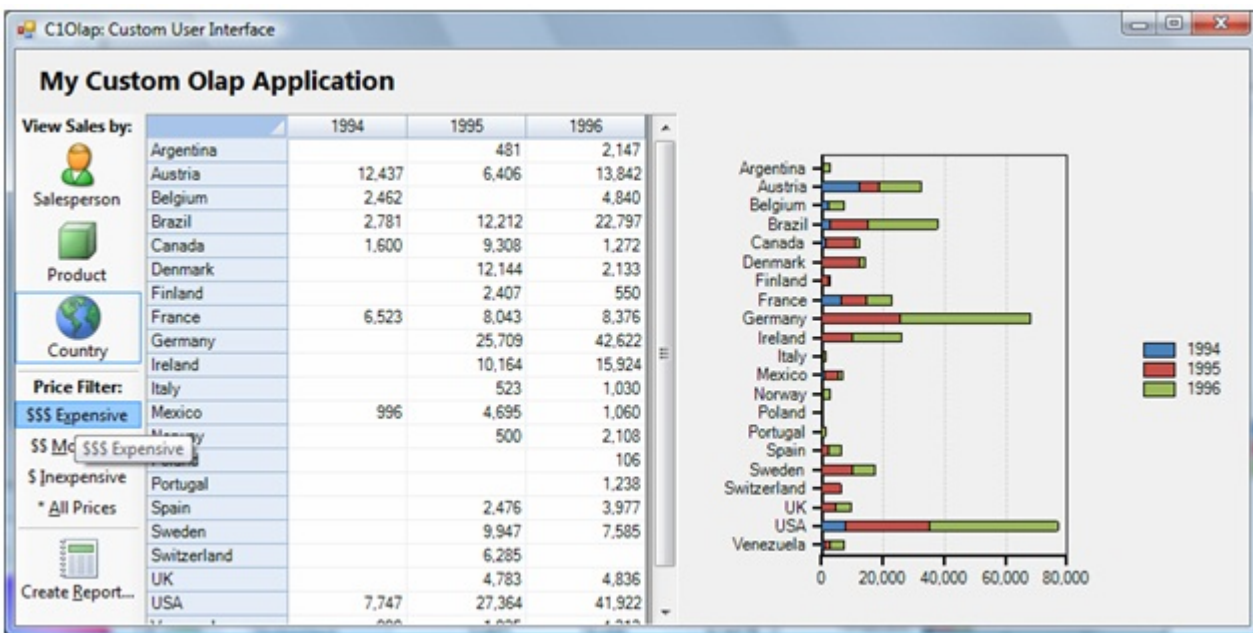 C1Olap: Custom User Interface
My Custom Olap Application
View Sales by:
Salesperson
Product
Country
Price Filter:
$$$ Expensive
$$ Mo
$$$ Expensive
$ Inexpensive
* All Prices
Create Report...
1994 1995 1996
Argentina 481 2,147
Austria 12,437 6,406 13,842
Belgium 2,462 4,840
Brazil 2,781 12,212 22,797
Canada 1,600 9,308 1,272
Denmark 12,144 2,133
Finland 2,407 550
France 6,523 8,043 8,376
Germany 25,709 42,622
Ireland 10,164 15,924
Italy 523 1,030
Mexico 996 4,695 1,060
Norway 500 2,108
Poland 106
Portugal 1,238
Spain 2,476 3,977
Sweden 9,947 7,585
Switzerland 6,285
UK 4,783 4,836
USA 7,747 27,364 41,922
Argentina
Austria
Belgium
Brazil
Canada
Denmark
Finland
France
Germany
Ireland
Italy
Mexico
Norway
Poland
Portugal
Spain
Sweden
Switzerland
UK
USA
Venezuela
0 20,000 40,000 60,000 80,000
1994
1995
1996